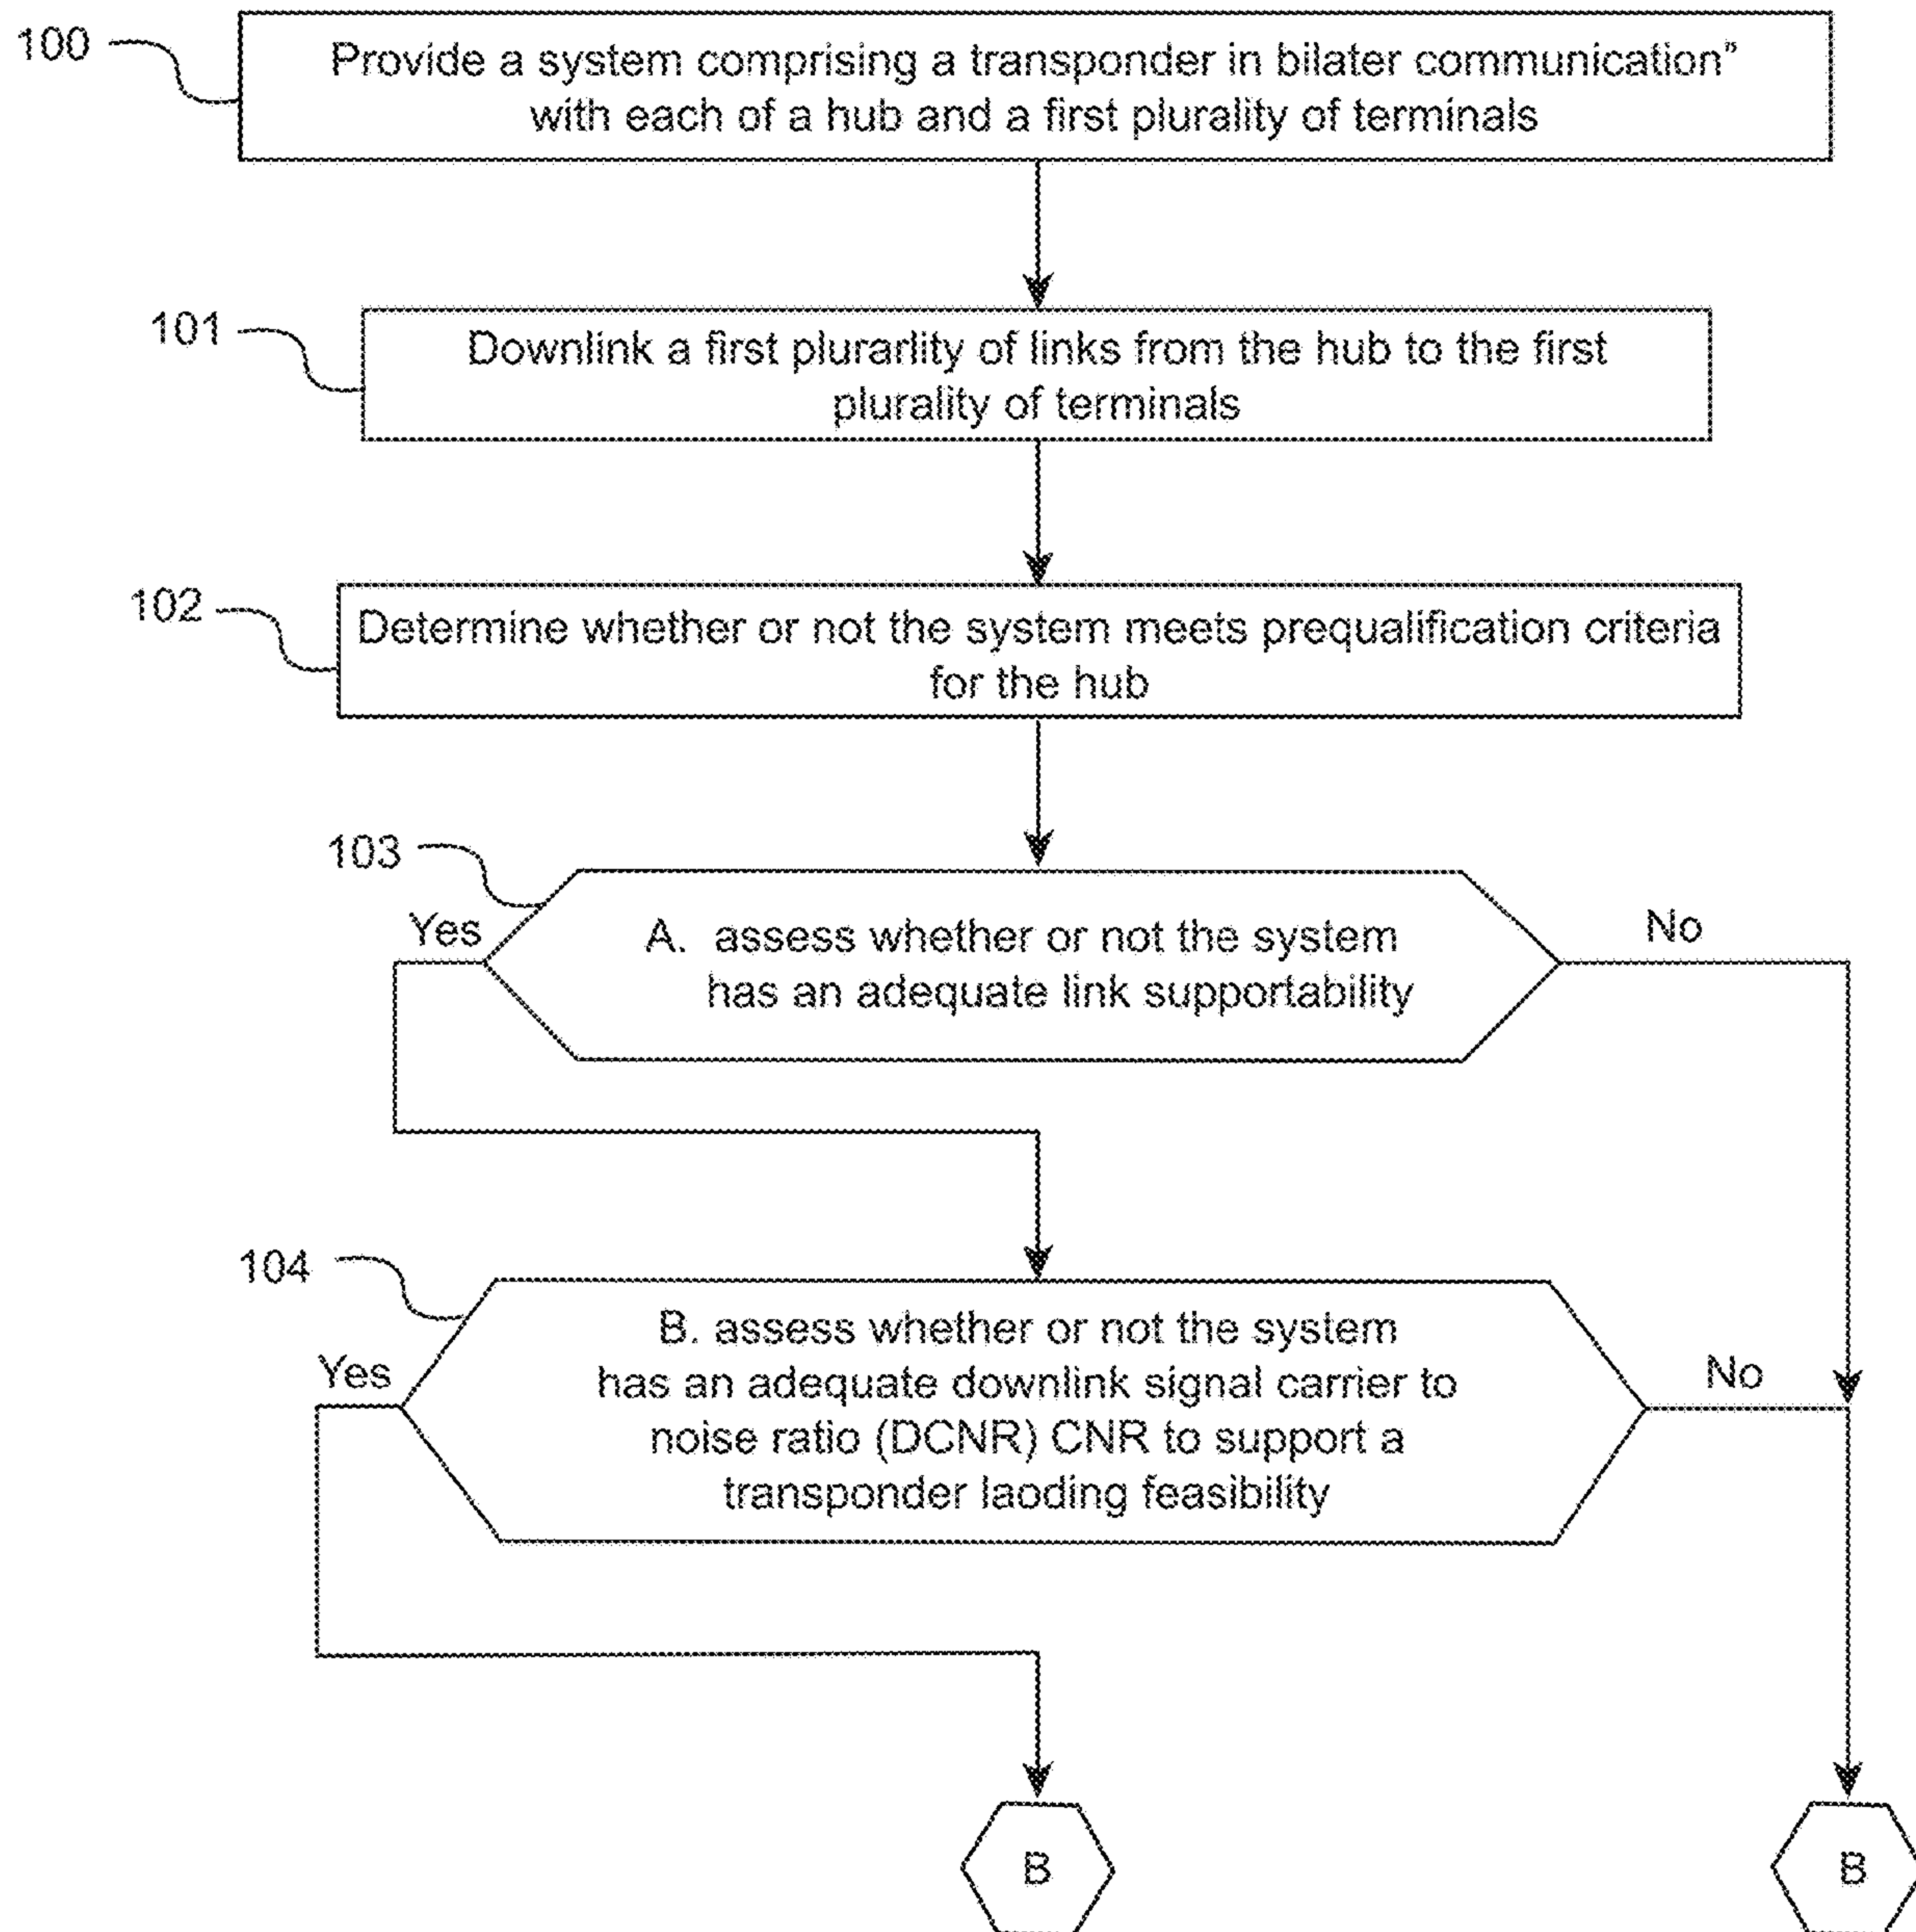 100
Provide a system comprising a transponder in bilater communication”
with each of a hub and a first plurality of terminals
101
Downlink a first plurarlity of links from the hub to the first
plurality of terminals
102
Determine whether or not the system meets prequalification criteria
for the hub
103
Yes
A. assess whether or not the system
has an adequate link supportability
No
104
Yes
B. assess whether or not the system
has an adequate downlink signal carrier to
noise ratio (DCNR) CNR to support a
transponder laoding feasibility
No
B
B